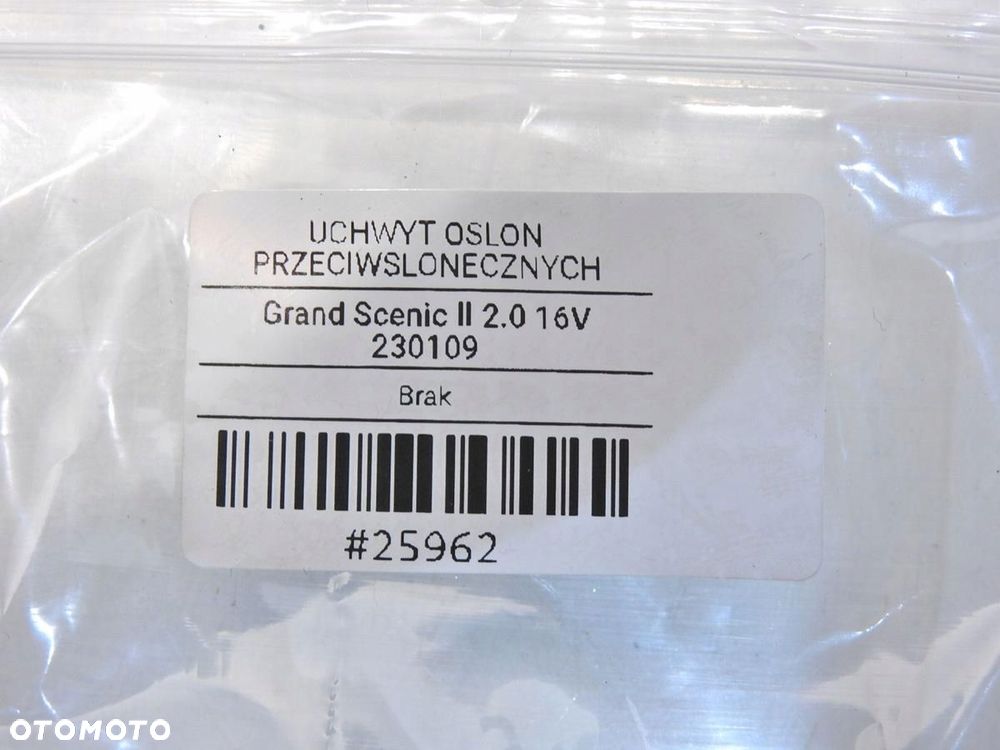 UCHWYT OSLON
PRZECIWSLONECZNYCH
Grand Scenic II 2.0 16V
230109
Brak
#25962
OTOMOTO